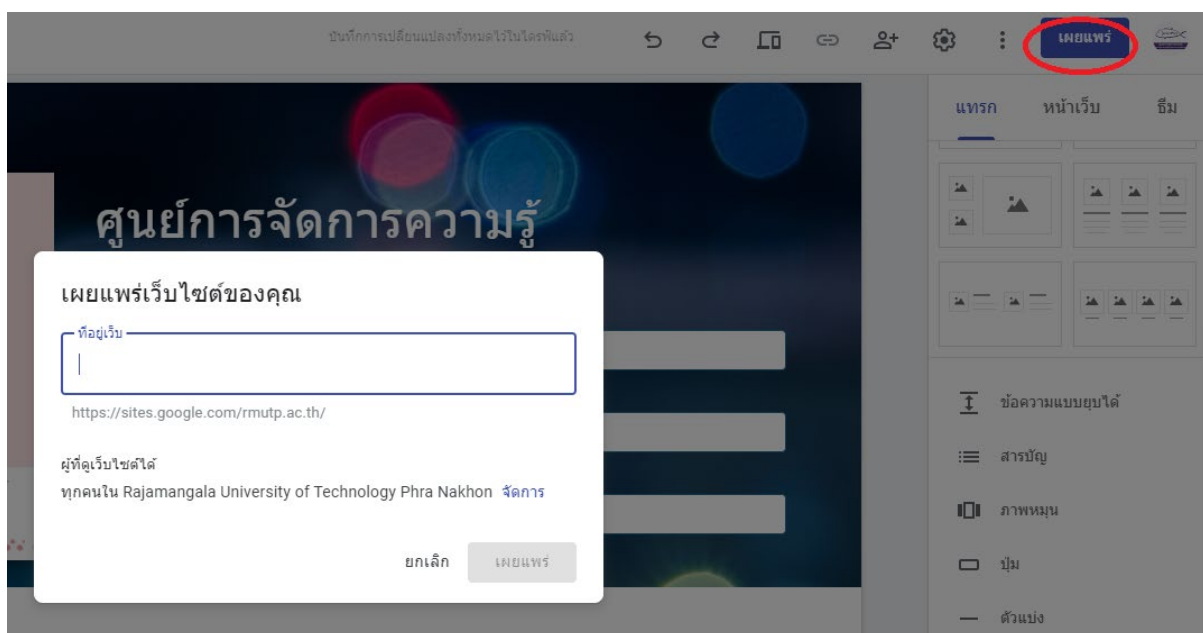 บันทึกการเปลี่ยนแปลงทั้งหมดไว้ในไดรฟ์แล้ว
เผยแพร่
แทรก หน้าเว็บ ธีม
ศูนย์การจัดการความรู้
เผยแพร่เว็บไซต์ของคุณ
ที่อยู่เว็บ
https://sites.google.com/rmutp.ac.th/
ผู้ที่ดูเว็บไซต์ได้
ทุกคนใน Rajamangala University of Technology Phra Nakhon จัดการ
ยกเลิก เผยแพร่
ข้อความแบบยุบได้
สารบัญ
ภาพหมุน
ปุ่ม
ตัวแบ่ง